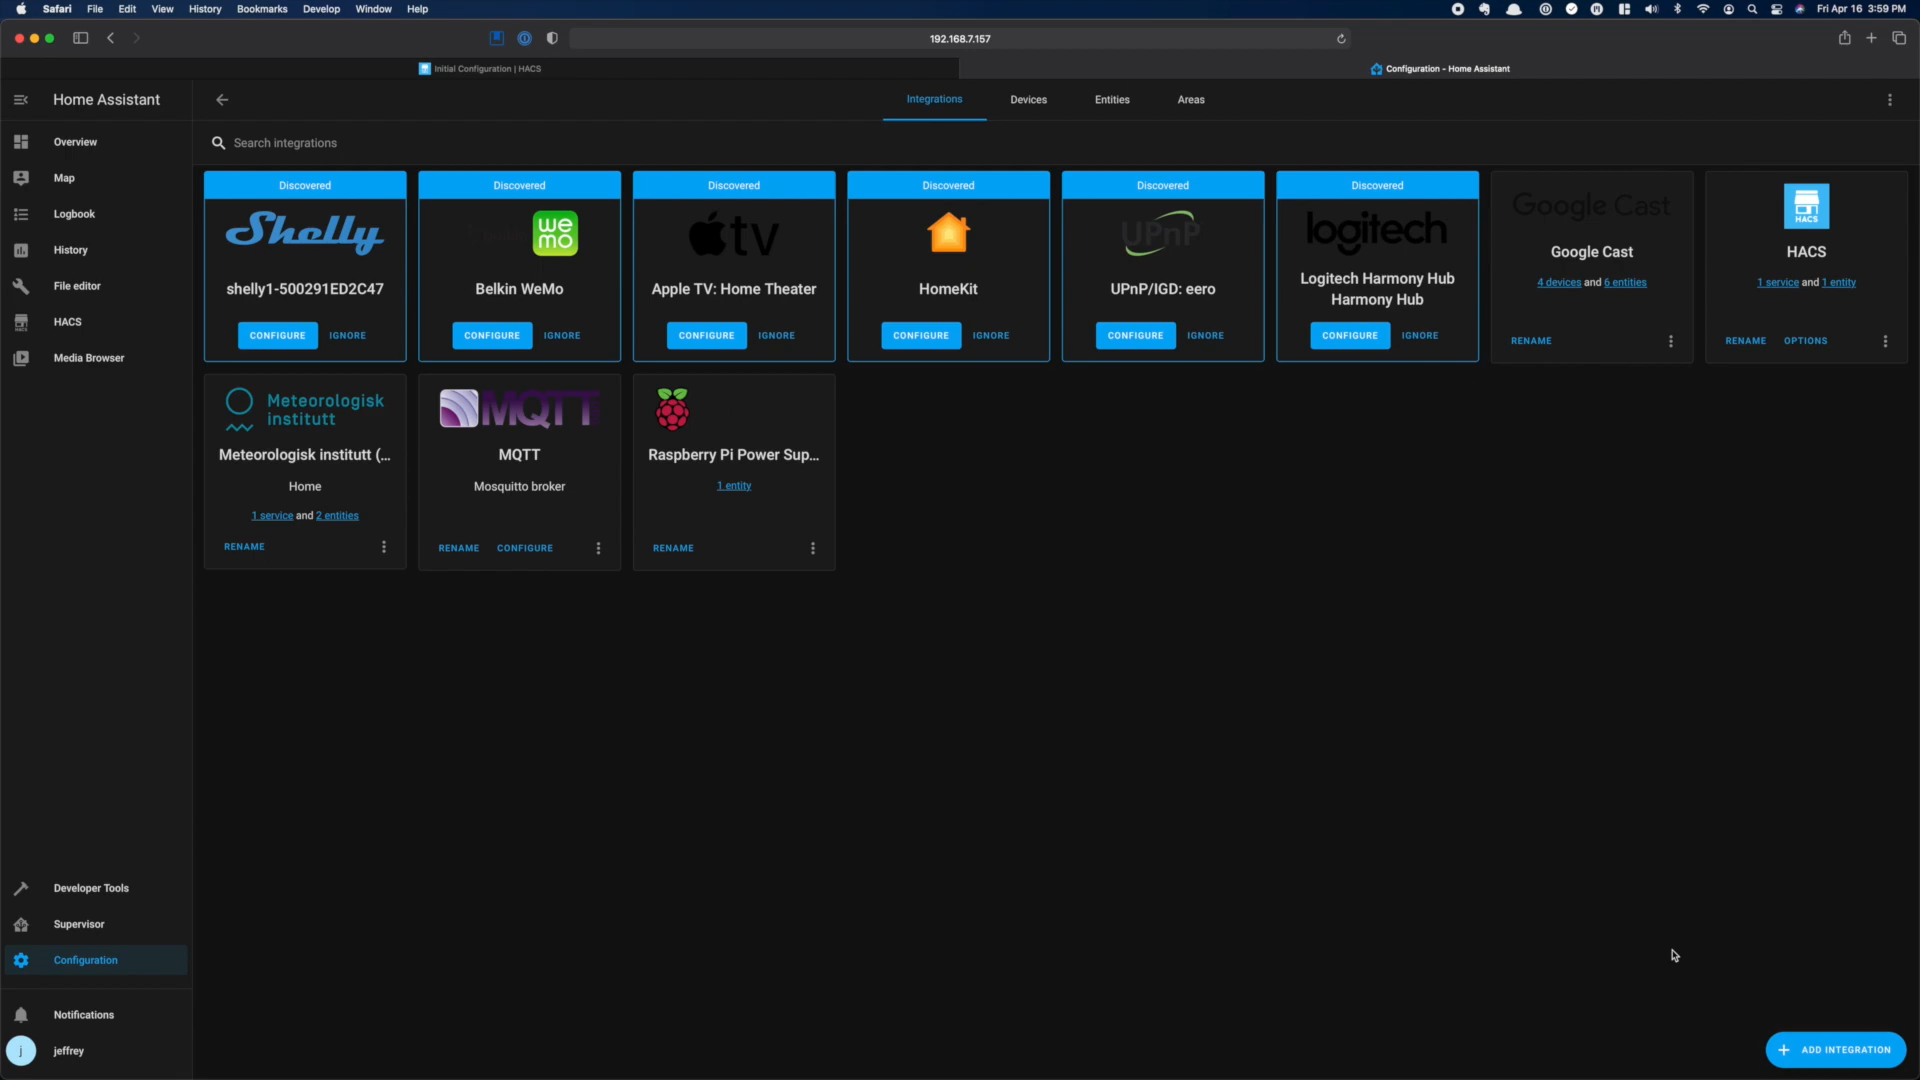 Safari File Edit View History Bookmarks Develop Window Help
Fri Apr 16 3:59 PM
192.168.7.157
Initial Configuration | HACS
Configuration - Home Assistant
Home Assistant
Integrations Devices Entities Areas
Overview
Map
Logbook
History
File editor
HACS
Media Browser
Developer Tools
Supervisor
Configuration
Notifications
j
jeffrey
Search integrations
Discovered
Shelly
shelly1-500291ED2C47
CONFIGURE IGNORE
Discovered
we
mo
Belkin WeMo
CONFIGURE IGNORE
Discovered
tv
Apple TV: Home Theater
CONFIGURE IGNORE
Discovered
HomeKit
CONFIGURE IGNORE
Discovered
UPnP
UPnP/IGD: eero
CONFIGURE IGNORE
Discovered
logitech
Logitech Harmony Hub
Harmony Hub
CONFIGURE IGNORE
Google Cast
Google Cast
4 devices and 6 entities
RENAME
HACS
HACS
1 service and 1 entity
RENAME OPTIONS
Meteorologisk
institutt
Meteorologisk institutt (...
Home
1 service and 2 entities
RENAME
MQTT
MQTT
Mosquitto broker
RENAME CONFIGURE
Raspberry Pi Power Sup...
1 entity
RENAME
ADD INTEGRATION